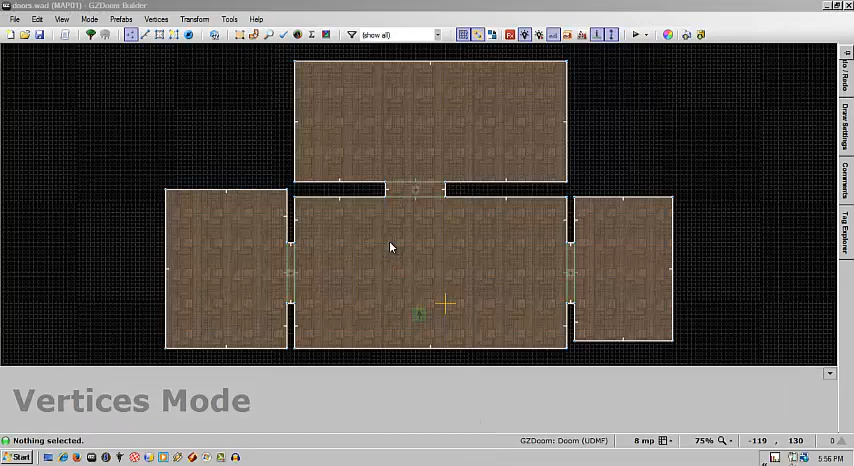 doors.wad (MAP01) - GZDoom Builder
File Edit View Mode Prefabs Vertices Transform Tools Help
(show all)
Undo / Redo
Draw Settings
Comments
Tag Explorer
Vertices Mode
Nothing selected.
GZDoom: Doom (UDMF)
8 mp
75%
-119 , 130
0
Start
5:56 PM